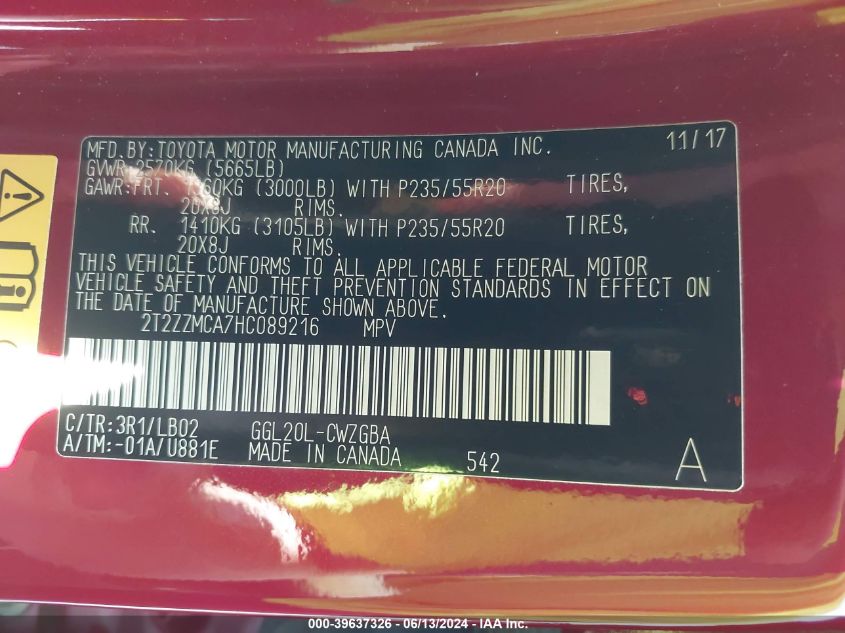 MFD. BY: TOYOTA MOTOR MANUFACTURING CANADA INC. 11/17
GVWR: 2570KG (5665LB)
GAWR: FRT. 1360KG (3000LB) WITH P235/55R20 TIRES,
20X8J RIMS.
RR. 1410KG (3105LB) WITH P235/55R20 TIRES,
20X8J RIMS.
THIS VEHICLE CONFORMS TO ALL APPLICABLE FEDERAL MOTOR
VEHICLE SAFETY AND THEFT PREVENTION STANDARDS IN EFFECT ON
THE DATE OF MANUFACTURE SHOWN ABOVE.
2T2ZZMCA7HC089216 MPV
C/TR: 3R1/LB02 GGL20L-CWZGBA
A/TM: -01A/U881E MADE IN CANADA 542 A
000-39637326 - 06/13/2024 - IAA Inc.